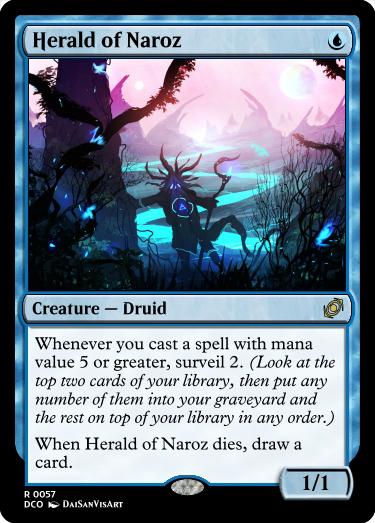 Herald of Naroz
Creature — Druid
Whenever you cast a spell with mana
value 5 or greater, surveil 2. (Look at the
top two cards of your library, then put any
number of them into your graveyard and
the rest on top of your library in any order.)
When Herald of Naroz dies, draw a
card.
1/1
R 0057
DCO DaiSanVisArt